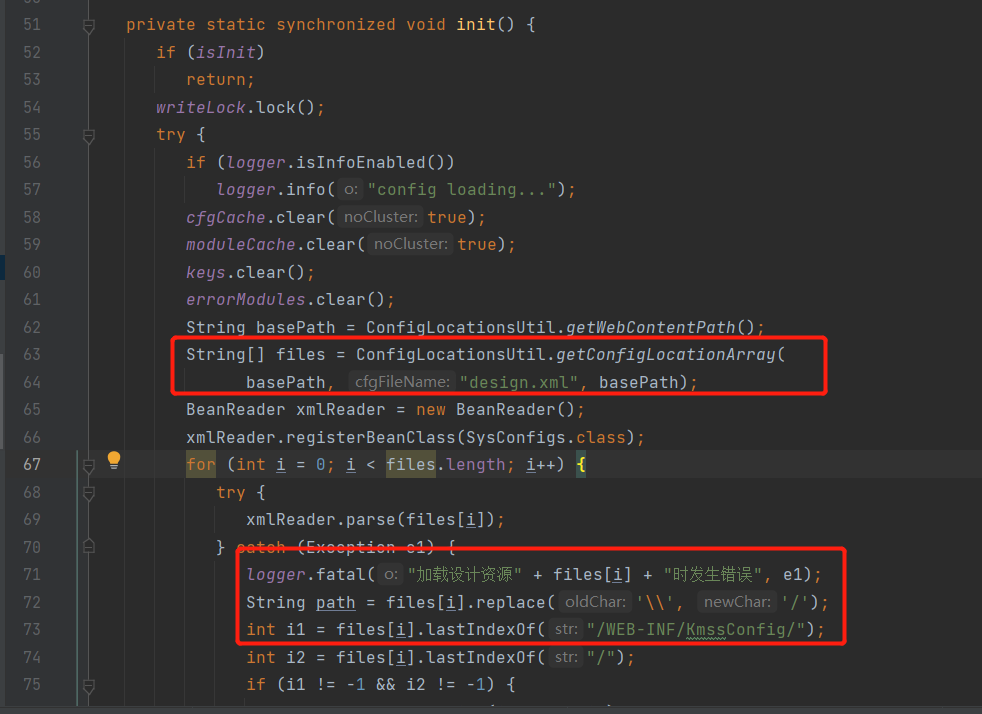 51 private static synchronized void init() {
52 if (isInit)
53 return;
54 writeLock.lock();
55 try {
56 if (logger.isInfoEnabled())
57 logger.info( o: "config loading...");
58 cfgCache.clear( noCluster: true);
59 moduleCache.clear( noCluster: true);
60 keys.clear();
61 errorModules.clear();
62 String basePath = ConfigLocationsUtil.getWebContentPath();
63 String[] files = ConfigLocationsUtil.getConfigLocationArray(
64 basePath, cfgFileName: "design.xml", basePath);
65 BeanReader xmlReader = new BeanReader();
66 xmlReader.registerBeanClass(SysConfigs.class);
67 for (int i = 0; i < files.length; i++) {
68 try {
69 xmlReader.parse(files[i]);
70 } catch (Exception e1) {
71 logger.fatal( o: "加载设计资源" + files[i] + "时发生错误", e1);
72 String path = files[i].replace( oldChar: '\\', newChar: '/');
73 int i1 = files[i].lastIndexOf( str: "/WEB-INF/KmssConfig/");
74 int i2 = files[i].lastIndexOf( str: "/");
75 if (i1 != -1 && i2 != -1) {